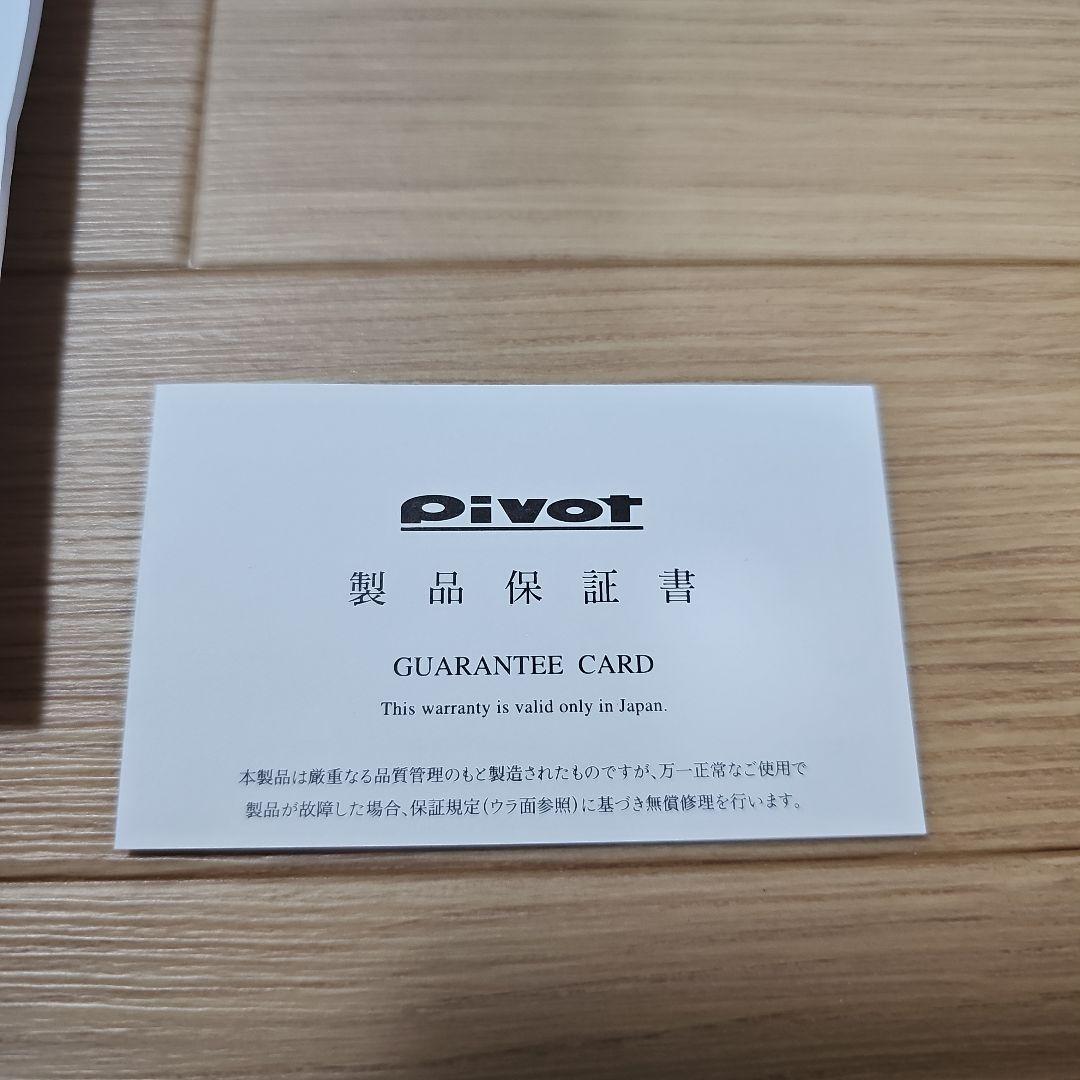 Pivot
製品保証書
GUARANTEE CARD
This warranty is valid only in Japan.
本製品は厳重なる品質管理のもと製造されたものですが、万一正常なご使用で
製品が故障した場合、保証規定(ウラ面参照)に基づき無償修理を行います。